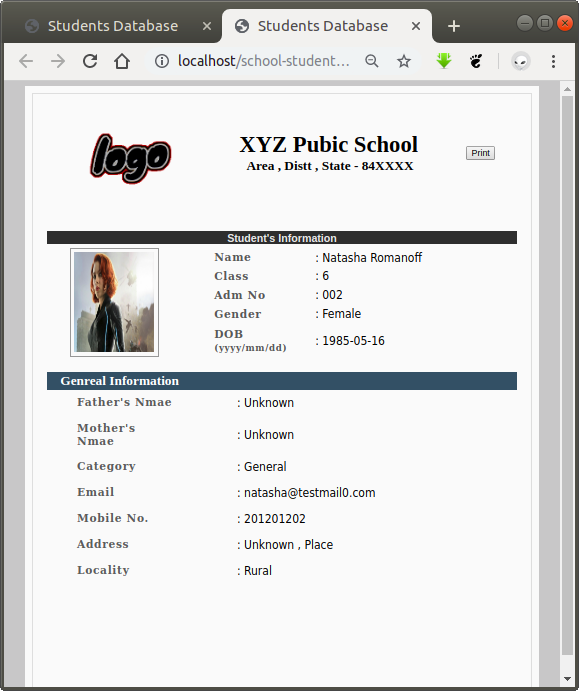 Students Database
Students Database
localhost/school-student...
logo
XYZ Pubic School
Area , Distt , State - 84XXXX
Print
Student's Information
Name : Natasha Romanoff
Class : 6
Adm No : 002
Gender : Female
DOB
(yyyy/mm/dd) : 1985-05-16
Genreal Information
Father's Nmae : Unknown
Mother's
Nmae : Unknown
Category : General
Email : natasha@testmail0.com
Mobile No. : 201201202
Address : Unknown , Place
Locality : Rural